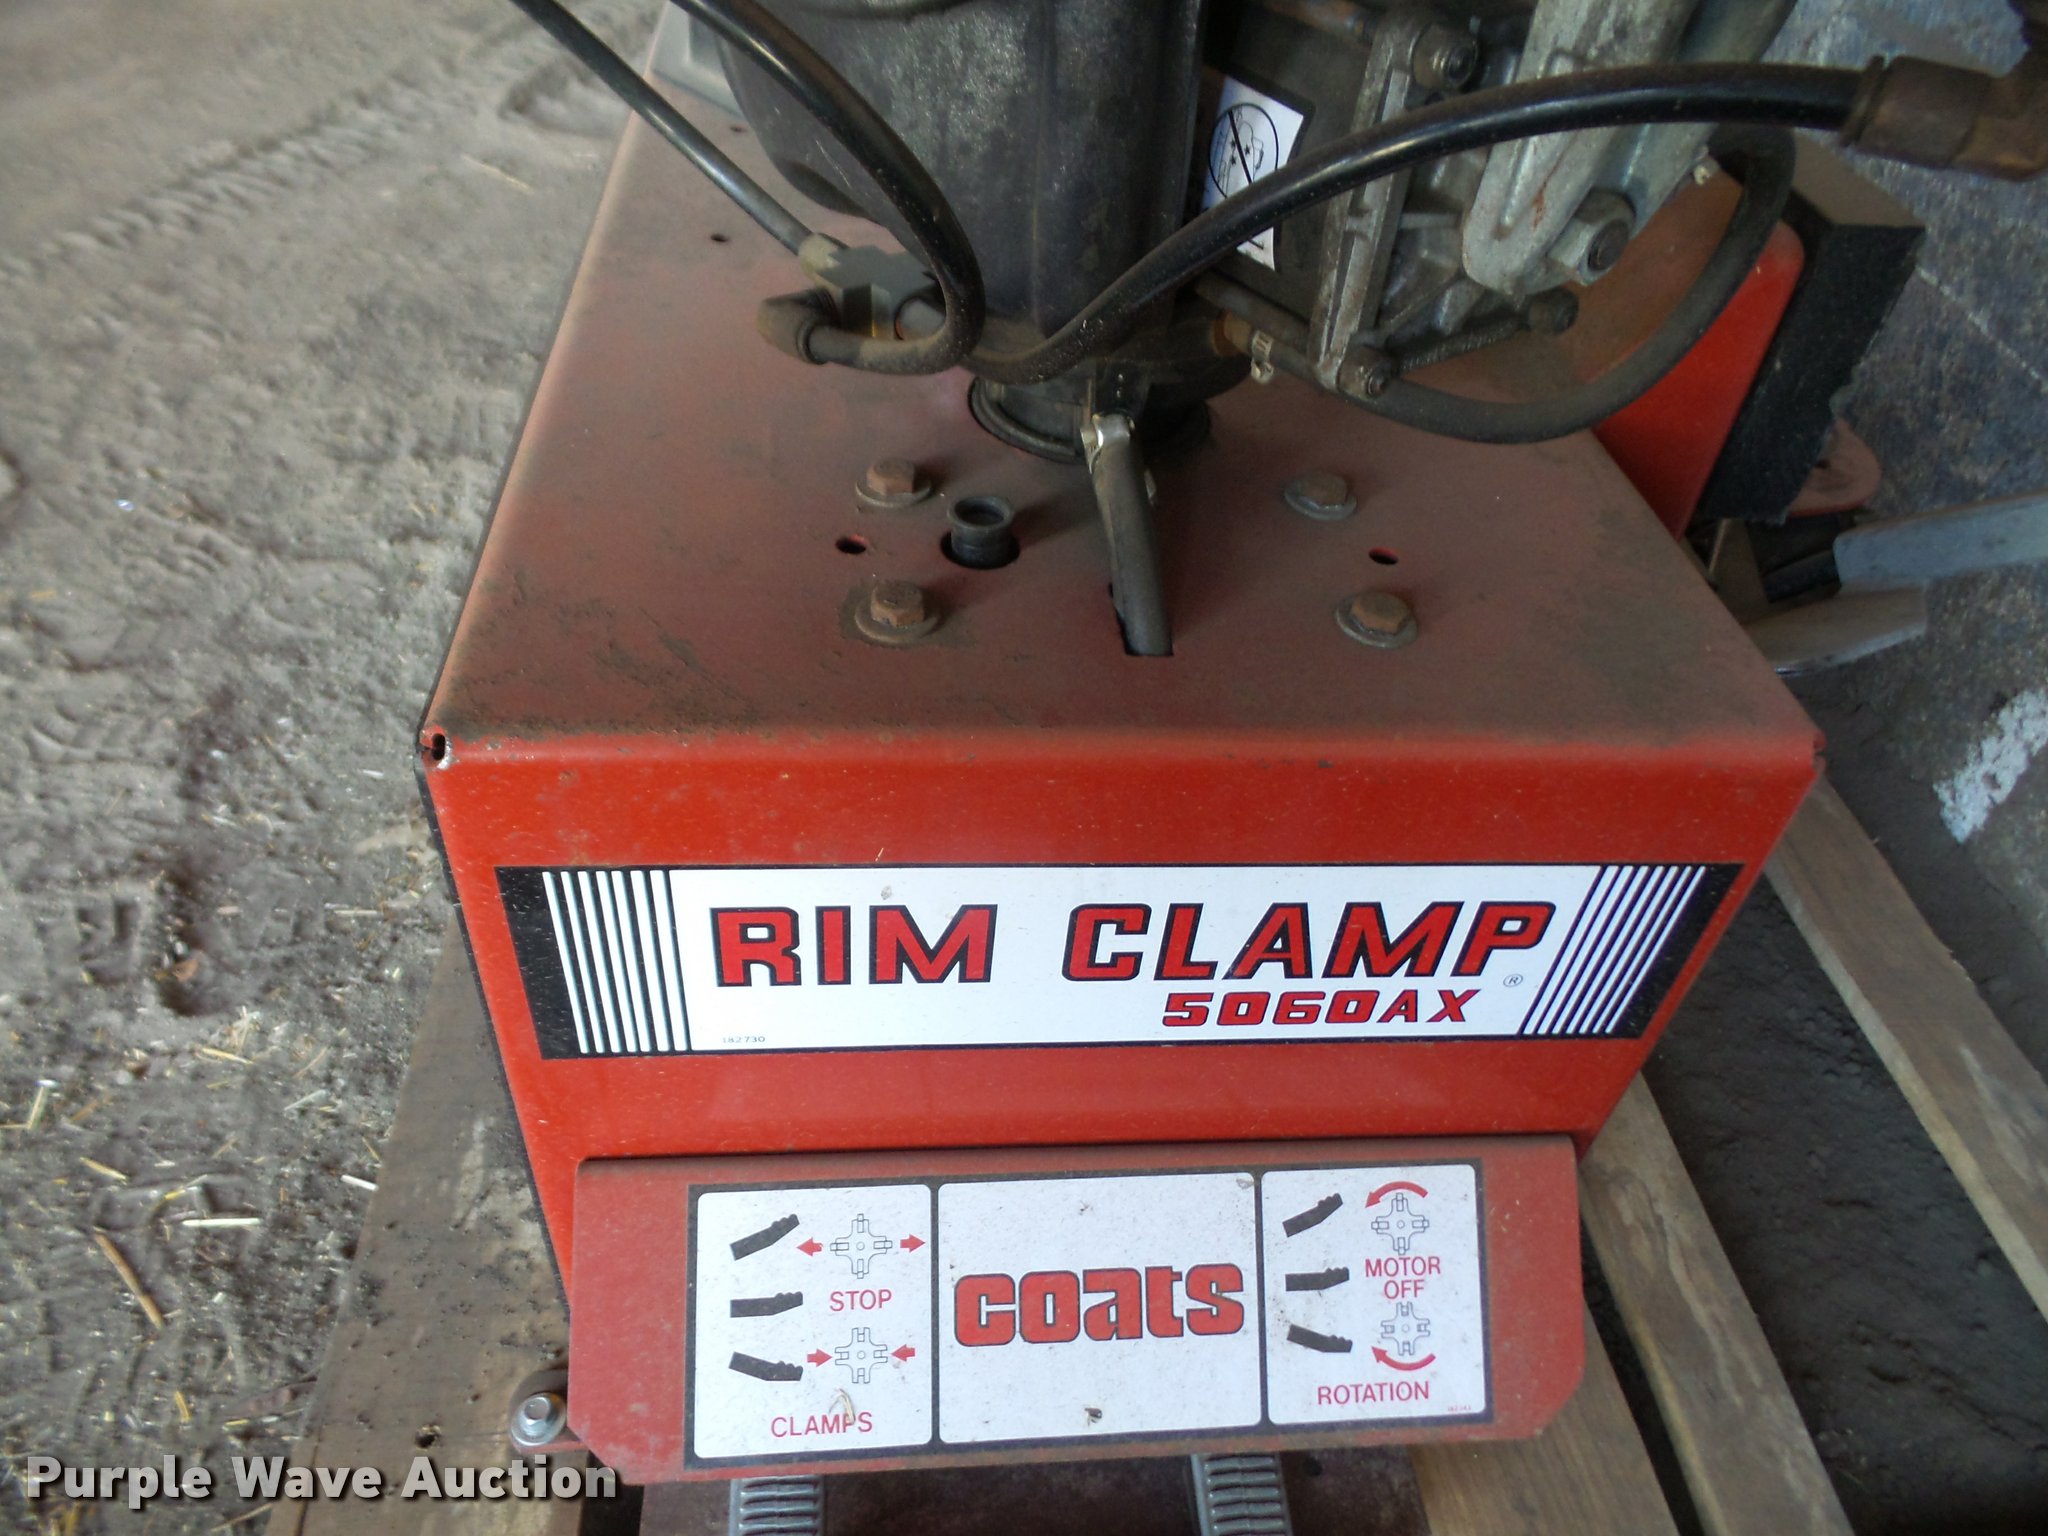 RIM CLAMP ®
5060AX
182730
STOP
CLAMPS
coats
MOTOR
OFF
ROTATION
Purple Wave Auction